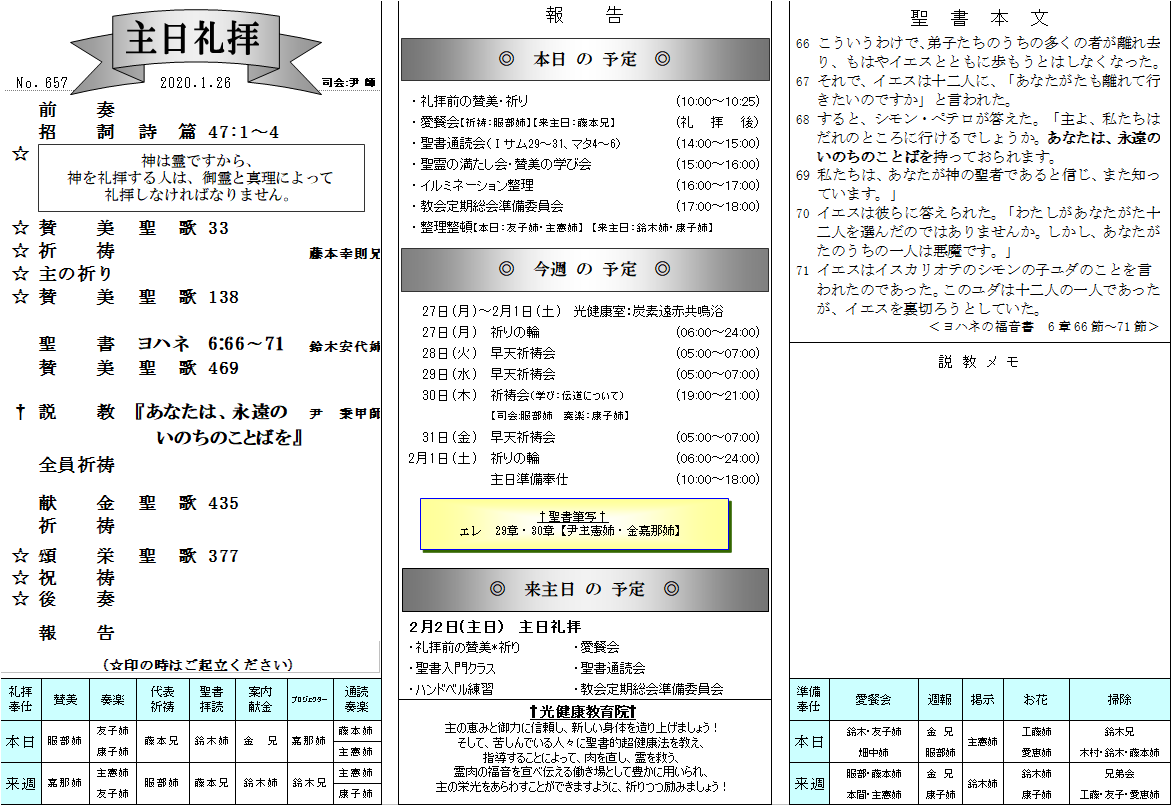 主日礼拝
No. 657 2020.1.26 司会:尹 師
前 奏
招 詞 詩 篇 47:1～4
☆ 神は霊ですから、
神を礼拝する人は、御霊と真理によって
礼拝しなければなりません。
☆ 賛 美 聖 歌 33
☆ 祈 祷 藤本幸則兄
☆ 主の祈り
☆ 賛 美 聖 歌 138
聖 書 ヨハネ 6:66～71 鈴木安代姉
賛 美 聖 歌 469
† 説 教 『あなたは、永遠の 尹 秉甲師
いのちのことばを』
全員祈祷
献 金 聖 歌 435
祈 祷
☆ 頌 栄 聖 歌 377
☆ 祝 祷
☆ 後 奏
報 告
(☆印の時はご起立ください)
礼拝奉仕 賛美 奏楽 代表祈祷 聖書拝読 案内献金 プロジェクター 通読奏楽
本日 服部姉 友子姉 康子姉 藤本兄 鈴木姉 金 兄 嘉那姉 藤本姉 主憲姉
来週 嘉那姉 主憲姉 友子姉 服部姉 藤本兄 鈴木姉 鈴木兄 主憲姉 康子姉
報 告
◎ 本日 の 予定 ◎
・礼拝前の賛美・祈り (10:00～10:25)
・愛餐会【祈祷:服部姉】【来主日:藤本兄】 (礼 拝 後)
・聖書通読会(Ⅰサム29～31、マタ4～6) (14:00～15:00)
・聖霊の満たし会・賛美の学び会 (15:00～16:00)
・イルミネーション整理 (16:00～17:00)
・教会定期総会準備委員会 (17:00～18:00)
・整理整頓【本日:友子姉・主憲姉】 【来主日:鈴木姉・康子姉】
◎ 今週 の 予定 ◎
27日(月)～2月1日(土) 光健康室:炭素遠赤共鳴浴
27日(月) 祈りの輪 (06:00～24:00)
28日(火) 早天祈祷会 (05:00～07:00)
29日(水) 早天祈祷会 (05:00～07:00)
30日(木) 祈祷会(学び:伝道について) (19:00～21:00)
【司会:服部姉 奏楽:康子姉】
31日(金) 早天祈祷会 (05:00～07:00)
2月1日(土) 祈りの輪 (06:00～24:00)
主日準備奉仕 (10:00～18:00)
†聖書筆写†
エレ 29章・30章【尹主憲姉・金嘉那姉】
◎ 来主日 の 予定 ◎
2月2日(主日) 主日礼拝
・礼拝前の賛美*祈り ・愛餐会
・聖書入門クラス ・聖書通読会
・ハンドベル練習 ・教会定期総会準備委員会
†光健康教育院†
主の恵みと御力に信頼し、新しい身体を造り上げましょう!
そして、苦しんでいる人々に聖書的超健康法を教え、
指導することによって、肉を直し、霊を救う、
霊肉の福音を宣べ伝える働き場として豊かに用いられ、
主の栄光をあらわすことができますように、祈りつつ励みましょう!
聖 書 本 文
66 こういうわけで、弟子たちのうちの多くの者が離れ去
り、もはやイエスとともに歩もうとはしなくなった。
67 それで、イエスは十二人に、「あなたがたも離れて行
きたいのですか」と言われた。
68 すると、シモン・ペテロが答えた。「主よ、私たちは
だれのところに行けるでしょうか。あなたは、永遠の
いのちのことばを持っておられます。
69 私たちは、あなたが神の聖者であると信じ、また知っ
ています。」
70 イエスは彼らに答えられた。「わたしがあなたがた十
二人を選んだのではありませんか。しかし、あなたが
たのうちの一人は悪魔です。」
71 イエスはイスカリオテのシモンの子ユダのことを言
われたのであった。このユダは十二人の一人であった
が、イエスを裏切ろうとしていた。
＜ヨハネの福音書 6章66節～71節＞
説 教 メ モ
準備奉仕 愛餐会 週報 掲示 お花 掃除
本日 鈴木・友子姉 畑中姉 金 兄 服部姉 主憲姉 工藤姉 愛恵姉 鈴木兄 木村・鈴木・藤本姉
来週 服部・藤本姉 本間・主憲姉 金 兄 康子姉 鈴木姉 鈴木姉 康子姉 兄弟会 工藤・友子・愛恵姉